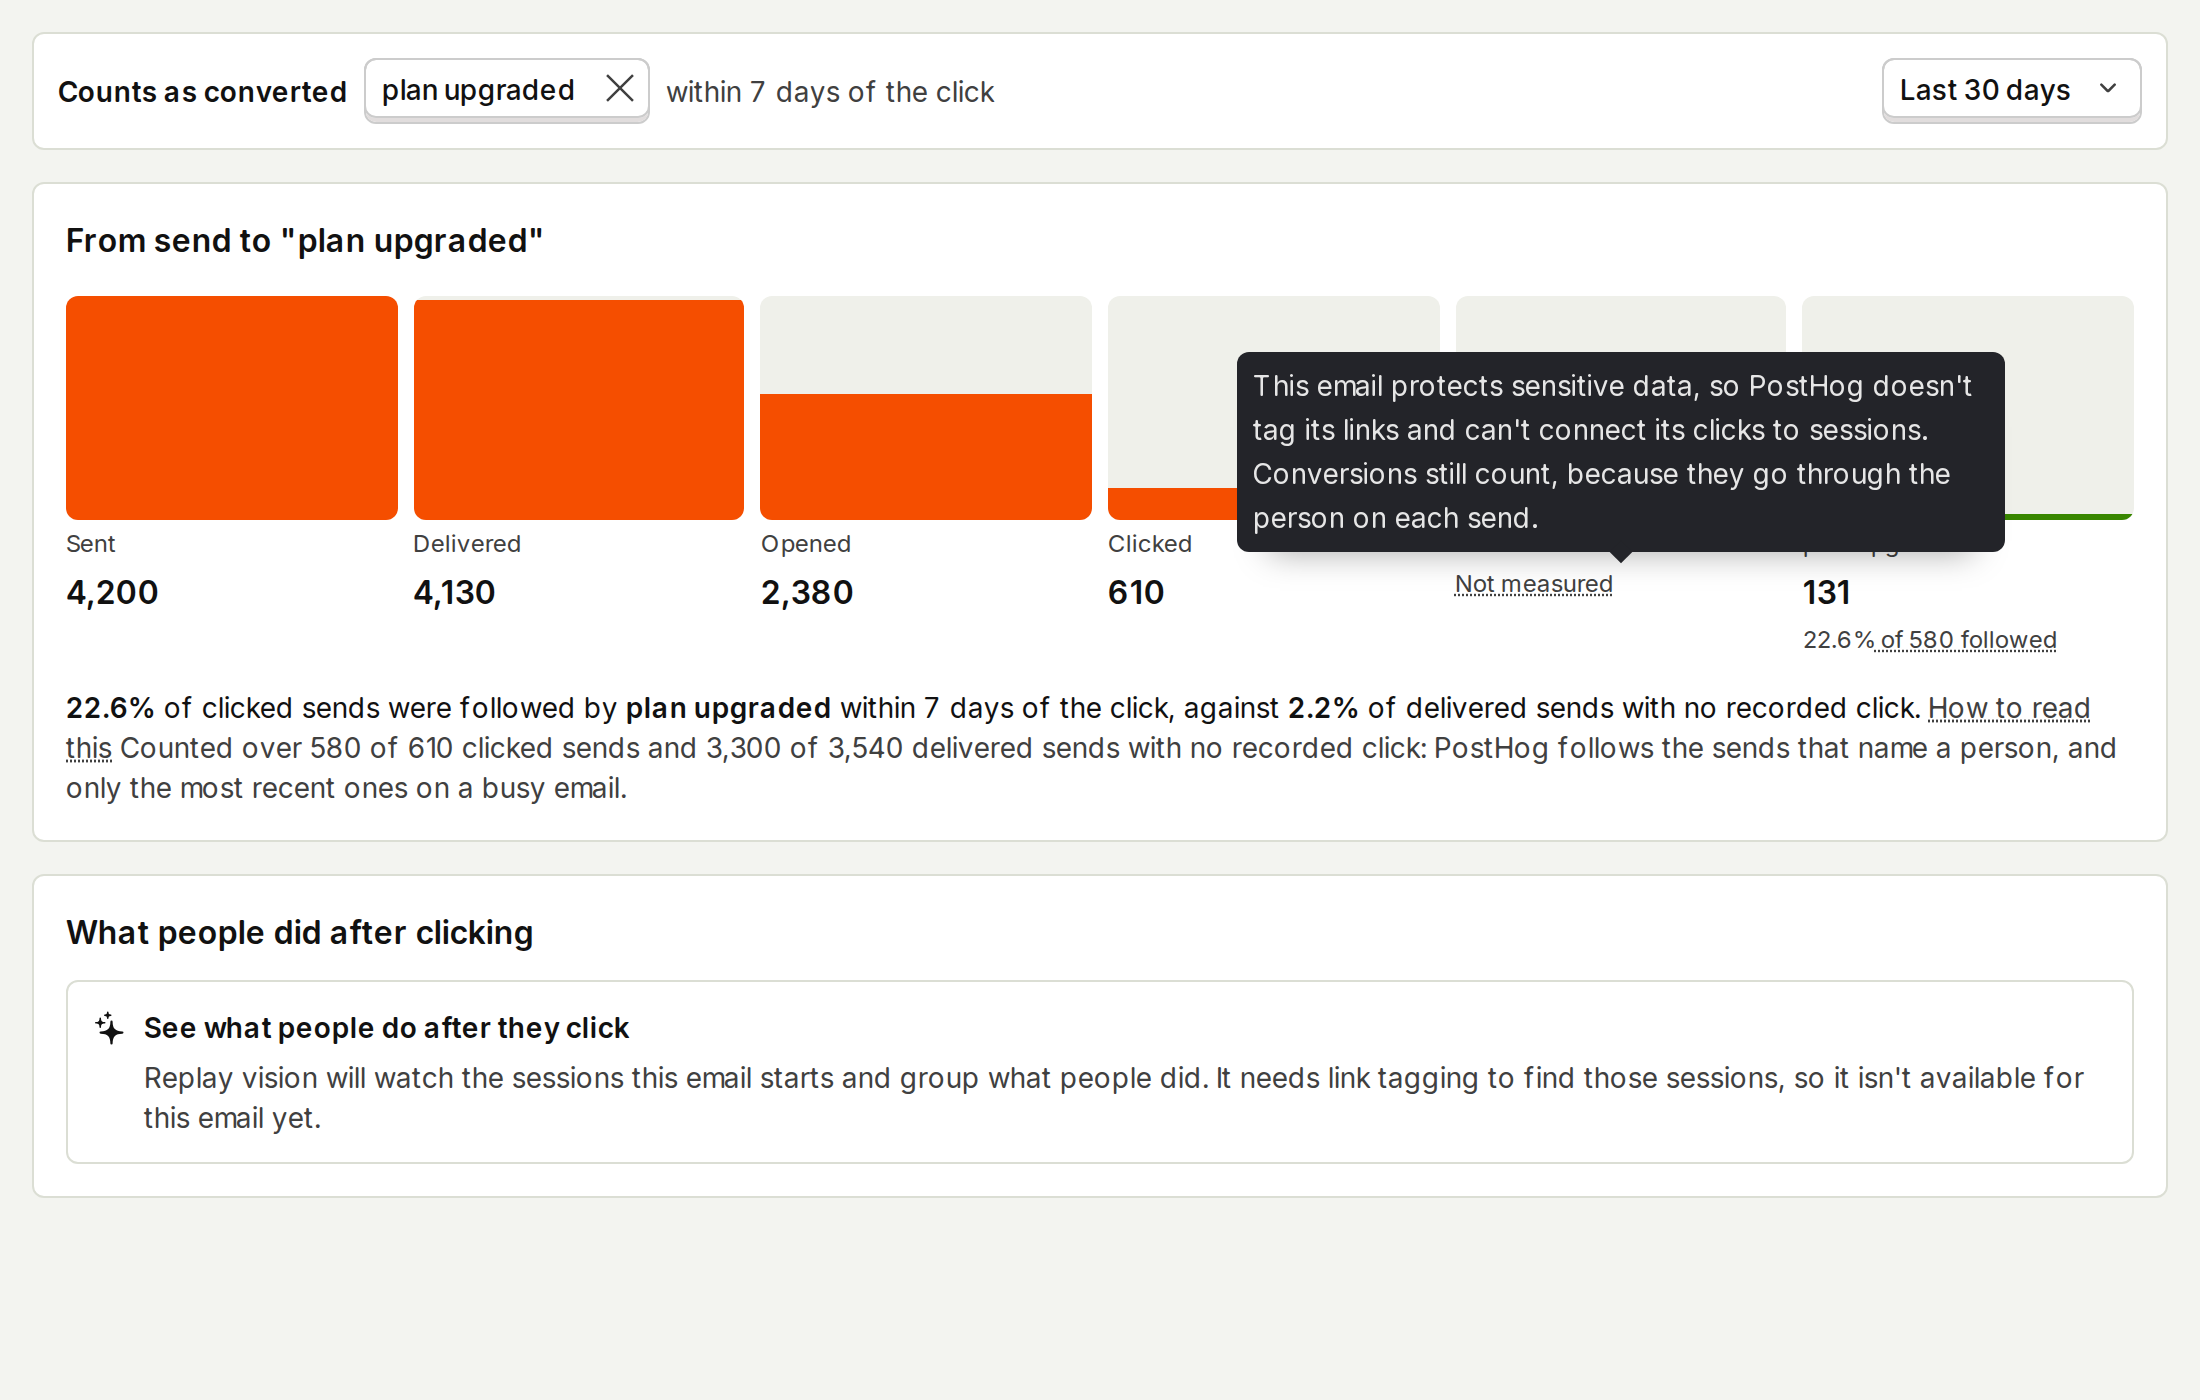 Counts as converted plan upgraded within 7 days of the click Last 30 days
From send to "plan upgraded"
This email protects sensitive data, so PostHog doesn't
tag its links and can't connect its clicks to sessions.
Conversions still count, because they go through the
person on each send.
Sent Delivered Opened Clicked
4,200 4,130 2,380 610 Not measured 131
22.6% of 580 followed
22.6% of clicked sends were followed by plan upgraded within 7 days of the click, against 2.2% of delivered sends with no recorded click. How to read
this Counted over 580 of 610 clicked sends and 3,300 of 3,540 delivered sends with no recorded click: PostHog follows the sends that name a person, and
only the most recent ones on a busy email.
What people did after clicking
See what people do after they click
Replay vision will watch the sessions this email starts and group what people did. It needs link tagging to find those sessions, so it isn't available for
this email yet.